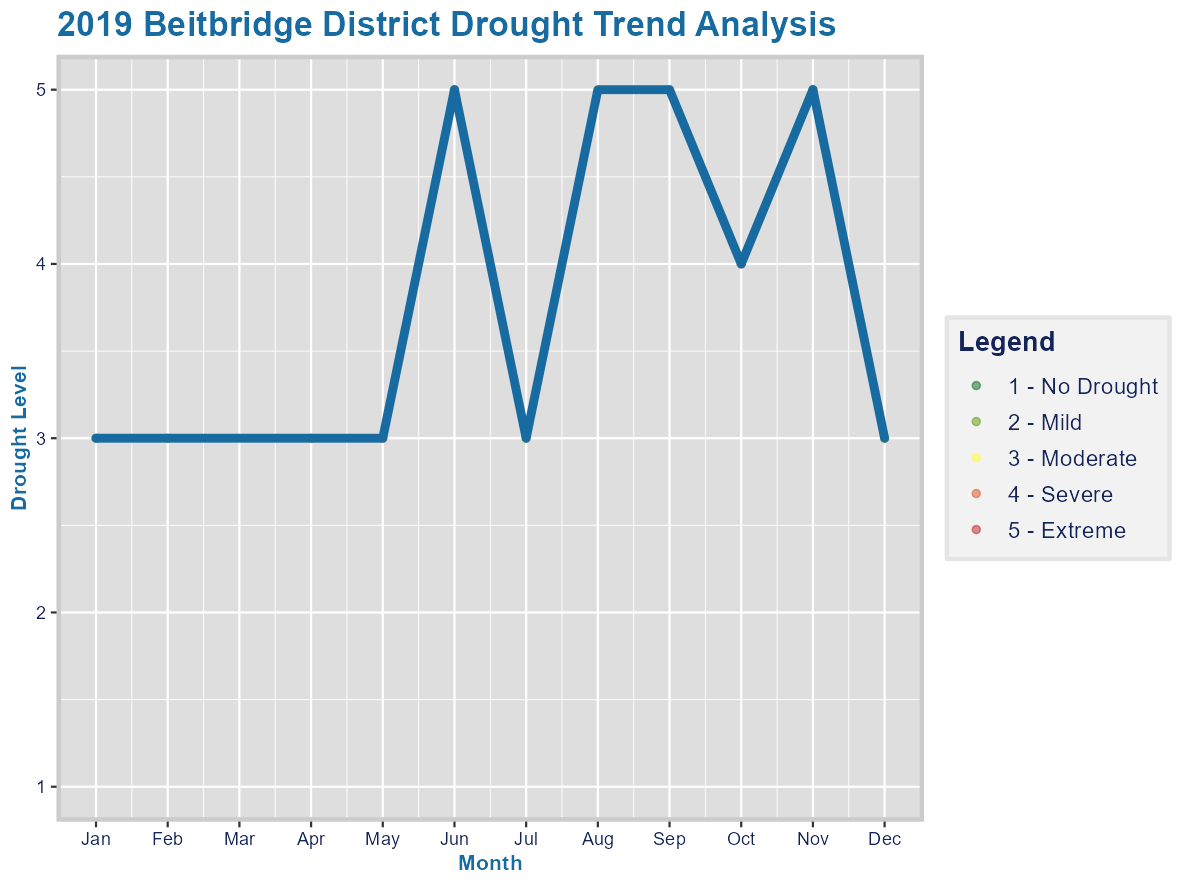 2019 Beitbridge District Drought Trend Analysis
Drought Level
5
4
3
2
1
Jan Feb Mar Apr May Jun Jul Aug Sep Oct Nov Dec
Month
Legend
1 - No Drought
2 - Mild
3 - Moderate
4 - Severe
5 - Extreme